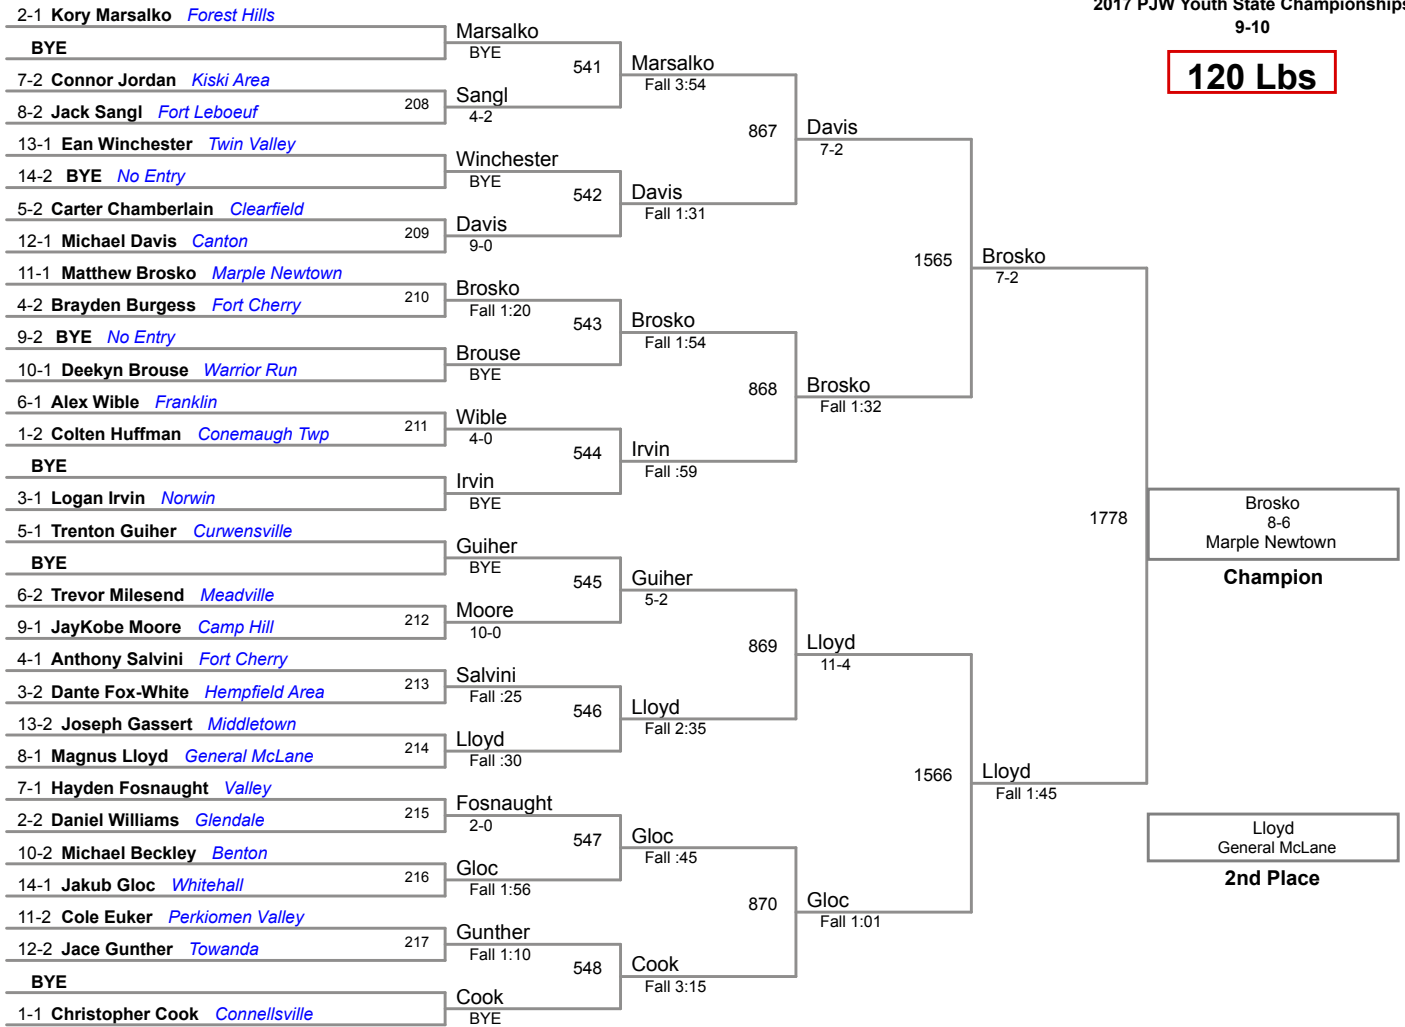 2017 PJW Youth State Championships
9-10
120 Lbs
2-1 Kory Marsalko Forest Hills
BYE
7-2 Connor Jordan Kiski Area
8-2 Jack Sangl Fort Leboeuf
13-1 Ean Winchester Twin Valley
14-2 BYE No Entry
5-2 Carter Chamberlain Clearfield
12-1 Michael Davis Canton
11-1 Matthew Brosko Marple Newtown
4-2 Brayden Burgess Fort Cherry
9-2 BYE No Entry
10-1 Deekyn Brouse Warrior Run
6-1 Alex Wible Franklin
1-2 Colten Huffman Conemaugh Twp
BYE
3-1 Logan Irvin Norwin
5-1 Trenton Guiher Curwensville
BYE
6-2 Trevor Milesend Meadville
9-1 JayKobe Moore Camp Hill
4-1 Anthony Salvini Fort Cherry
3-2 Dante Fox-White Hempfield Area
13-2 Joseph Gassert Middletown
8-1 Magnus Lloyd General McLane
7-1 Hayden Fosnaught Valley
2-2 Daniel Williams Glendale
10-2 Michael Beckley Benton
14-1 Jakub Gloc Whitehall
11-2 Cole Euker Perkiomen Valley
12-2 Jace Gunther Towanda
BYE
1-1 Christopher Cook Connellsville
208
209
210
211
212
213
214
215
216
217
Marsalko
BYE
Sangl
4-2
Winchester
BYE
Davis
9-0
Brosko
Fall 1:20
Brouse
BYE
Wible
4-0
Irvin
BYE
Guiher
BYE
Moore
10-0
Salvini
Fall :25
Lloyd
Fall :30
Fosnaught
2-0
Gloc
Fall 1:56
Gunther
Fall 1:10
Cook
BYE
541
542
543
544
545
546
547
548
Marsalko
Fall 3:54
Davis
Fall 1:31
Brosko
Fall 1:54
Irvin
Fall :59
Guiher
5-2
Lloyd
Fall 2:35
Gloc
Fall :45
Cook
Fall 3:15
867
868
869
870
Davis
7-2
Brosko
Fall 1:32
Lloyd
11-4
Gloc
Fall 1:01
1565
1566
Brosko
7-2
Lloyd
Fall 1:45
1778
Brosko
8-6
Marple Newtown
Champion
Lloyd
General McLane
2nd Place